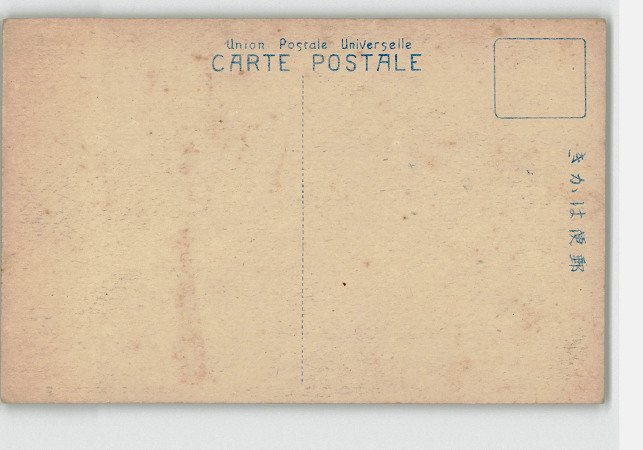 Union Postale Universelle
CARTE POSTALE
きかは便郵